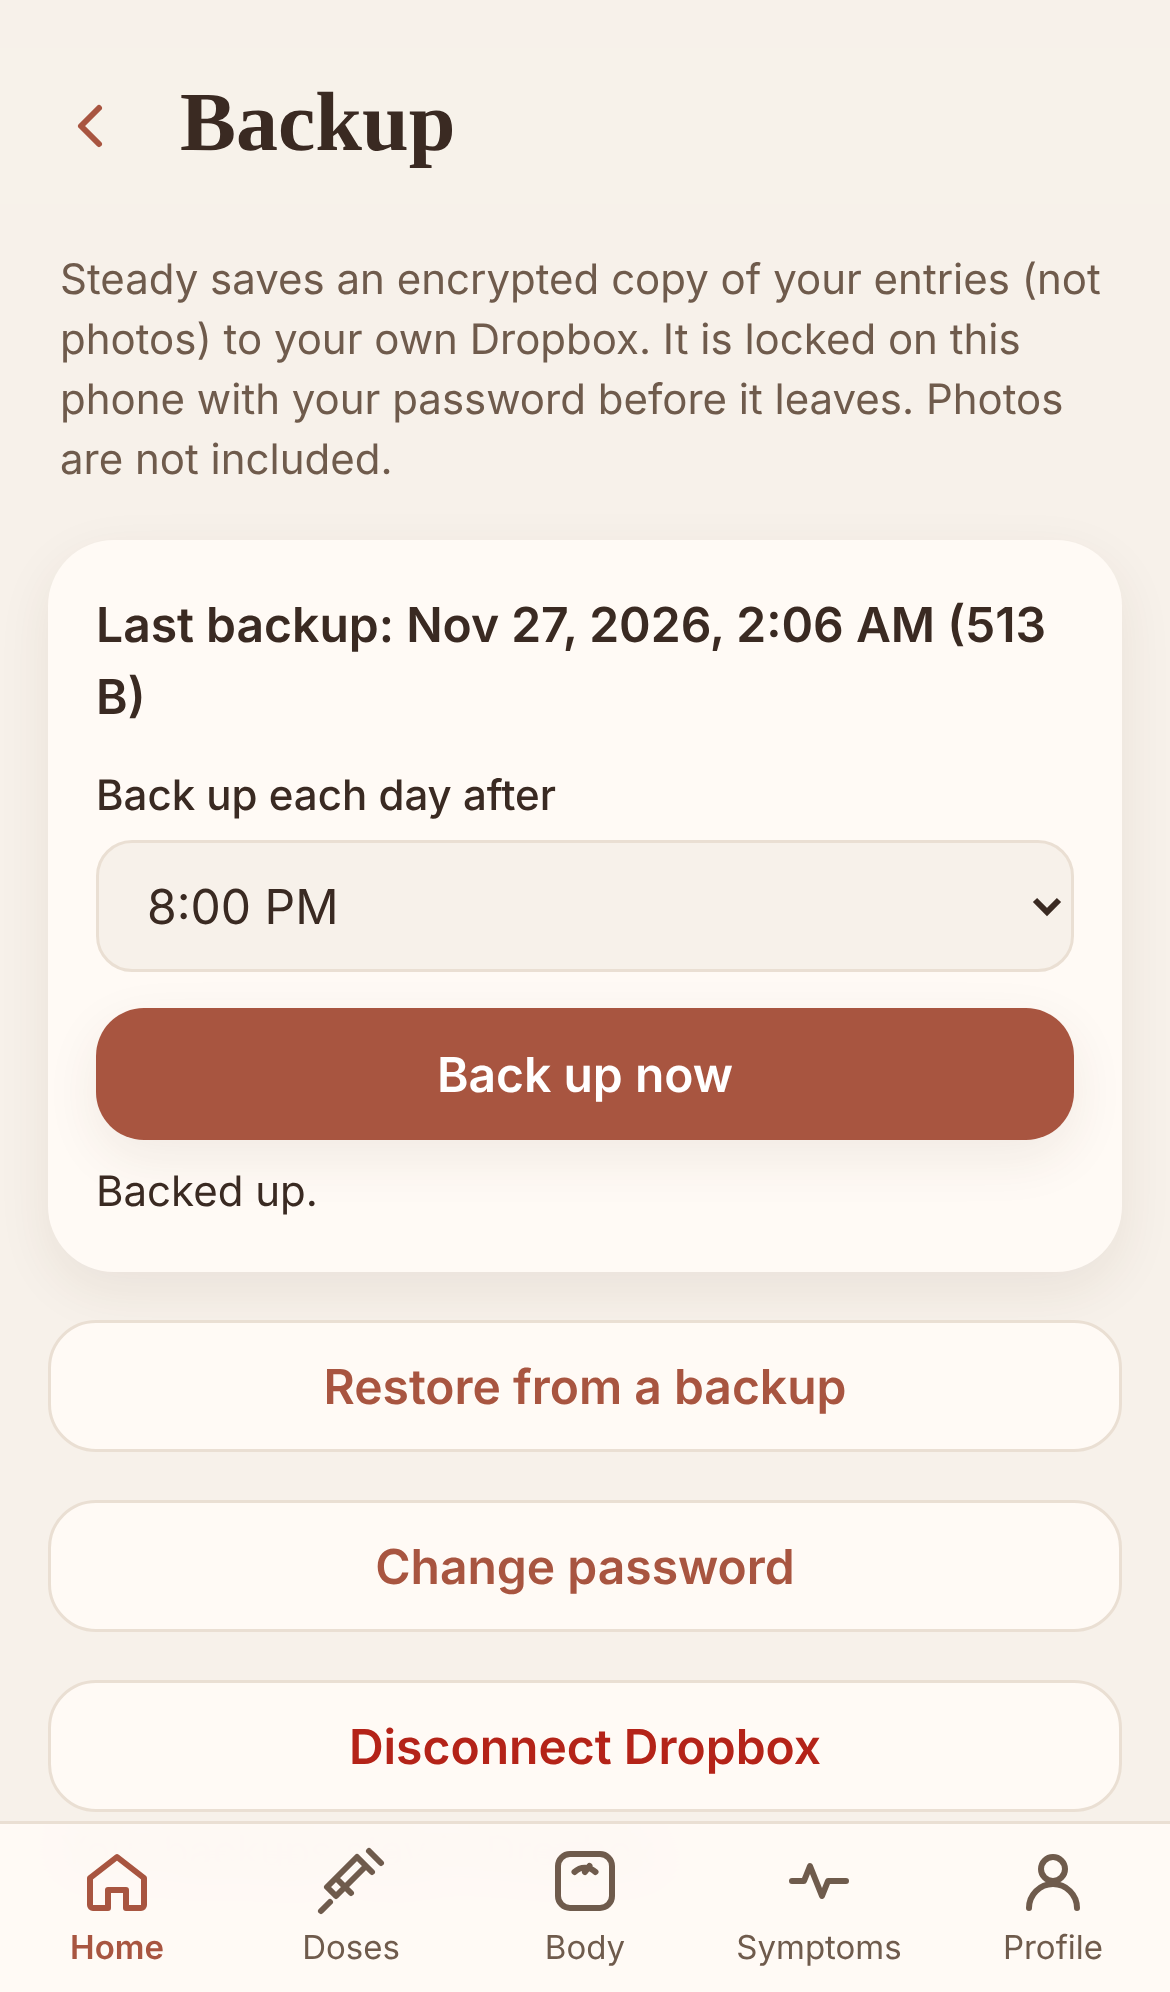 Backup
Steady saves an encrypted copy of your entries (not
photos) to your own Dropbox. It is locked on this
phone with your password before it leaves. Photos
are not included.
Last backup: Nov 27, 2026, 2:06 AM (513
B)
Back up each day after
8:00 PM
Back up now
Backed up.
Restore from a backup
Change password
Disconnect Dropbox
Home
Doses
Body
Symptoms
Profile